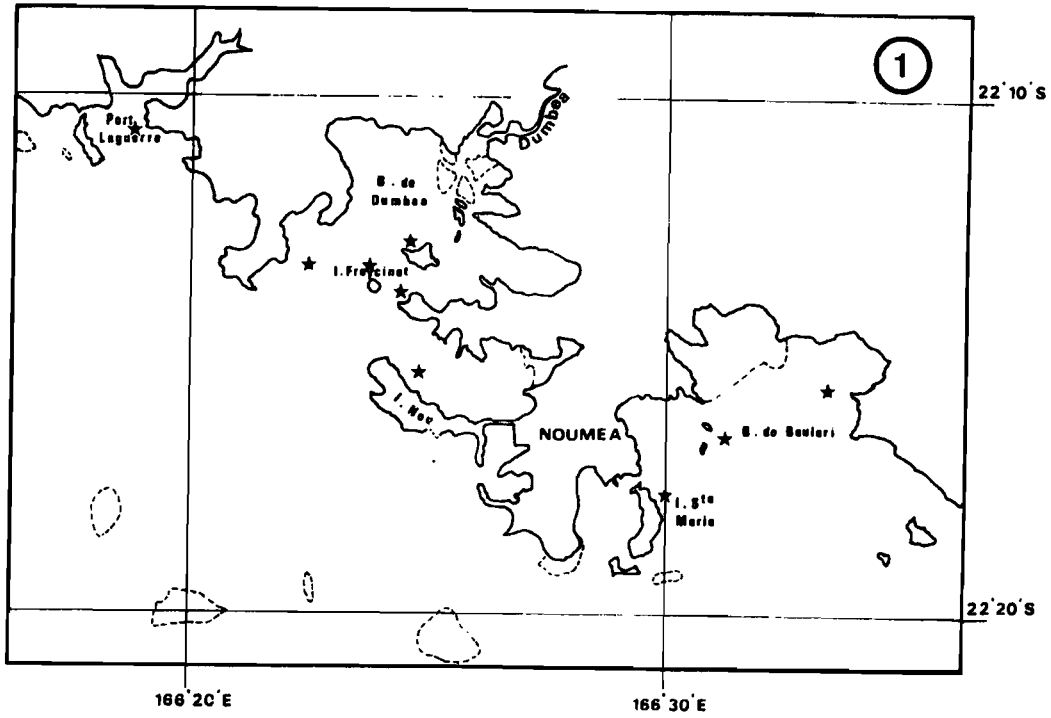 1
22°10'S
Port
Laguerre
Dumbea
B. de
Dumbea
I. Freycinet
I. Nou
NOUMEA
B. de Boulari
I. Sta
Marie
22°20'S
166°20'E
166°30'E